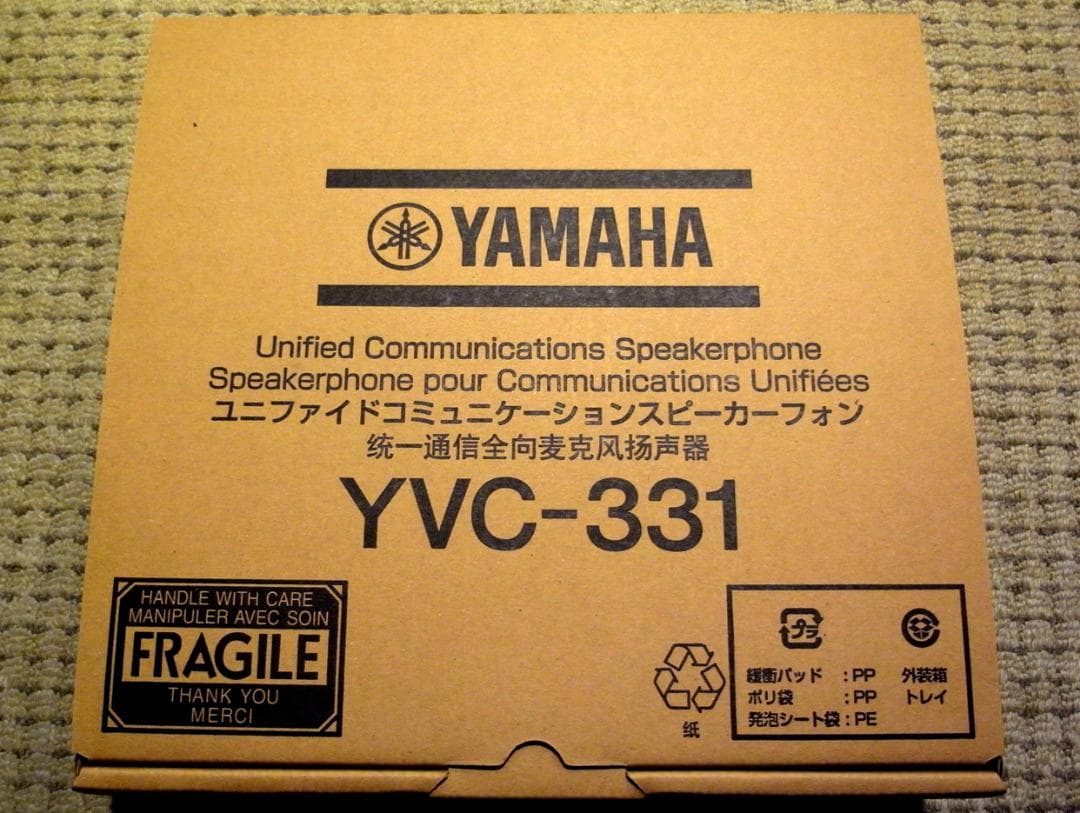 YAMAHA
Unified Communications Speakerphone
Speakerphone pour Communications Unifiées
ユニファイドコミュニケーションスピーカーフォン
统一通信全向麦克风扬声器
YVC-331
HANDLE WITH CARE
MANIPULER AVEC SOIN
FRAGILE
THANK YOU
MERCI
纸
プラ
緩衝パッド :PP
ポリ袋 :PP
発泡シート袋:PE
外装箱
トレイ